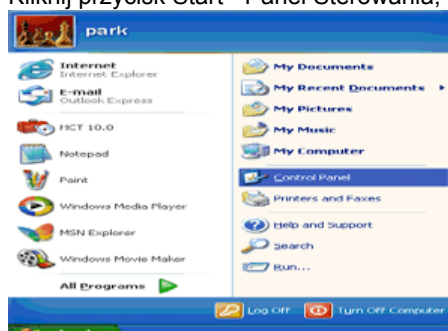 Kliknij przycisk Start - Panel Sterowania,
park
Internet
Internet Explorer
E-mail
Outlook Express
HCT 10.0
Notepad
Paint
Windows Media Player
MSN Explorer
Windows Movie Maker
All Programs
My Documents
My Recent Documents
My Pictures
My Music
My Computer
Control Panel
Printers and Faxes
Help and Support
Search
Run...
Log Off
Turn Off Computer